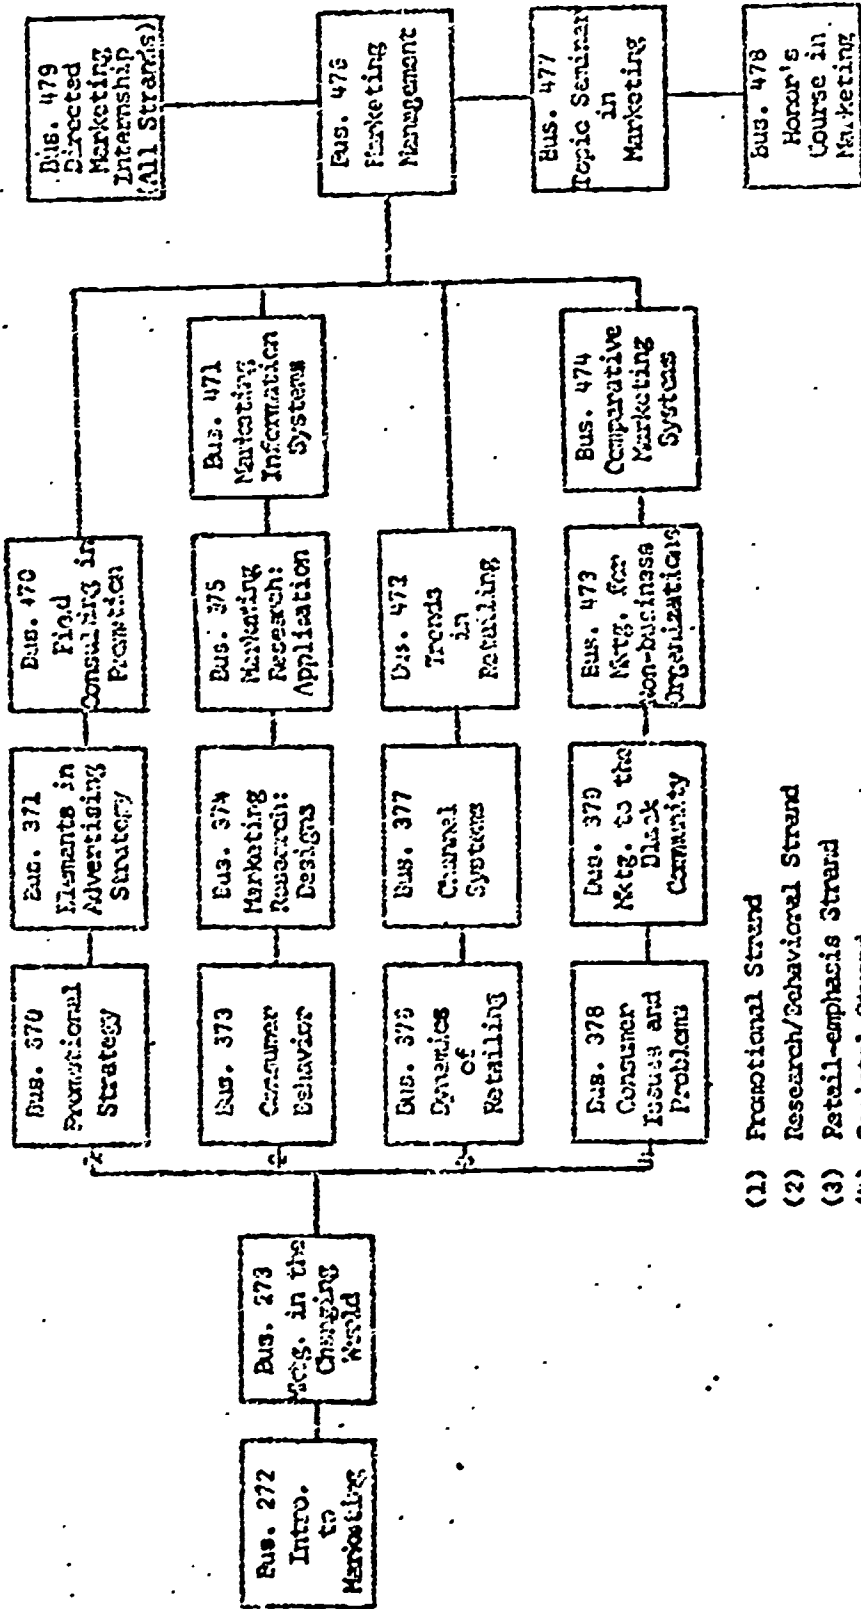 Bus. 272
Intro.
to
Marketing
Bus. 273
Mktg. in the
Changing
World
Bus. 370
Promotional
Strategy
Bus. 371
Elements in
Advertising
Strategy
Bus. 470
Field
Consulting in
Promotion
Bus. 373
Consumer
Behavior
Bus. 374
Marketing
Research:
Designs
Bus. 375
Marketing
Research:
Application
Bus. 471
Marketing
Information
Systems
Bus.
Dynamics
of
Retailing
Bus. 377
Channel
Systems
Bus.
Trends
in
Retailing
Bus. 378
Consumer
Issues and
Problems
Bus.
Mktg. to the
Black
Community
Bus. 473
Mktg. for
Non-business
Organizations
Bus. 474
Comparative
Marketing
Systems
Bus. 479
Directed
Marketing
Internship
(All Strands)
Bus. 476
Marketing
Management
Bus. 477
Topic Seminar
in
Marketing
Bus. 478
Honor's
Course in
Marketing
(1) Promotional Strand
(2) Research/Behavioral Strand
(3) Retail-emphasis Strand